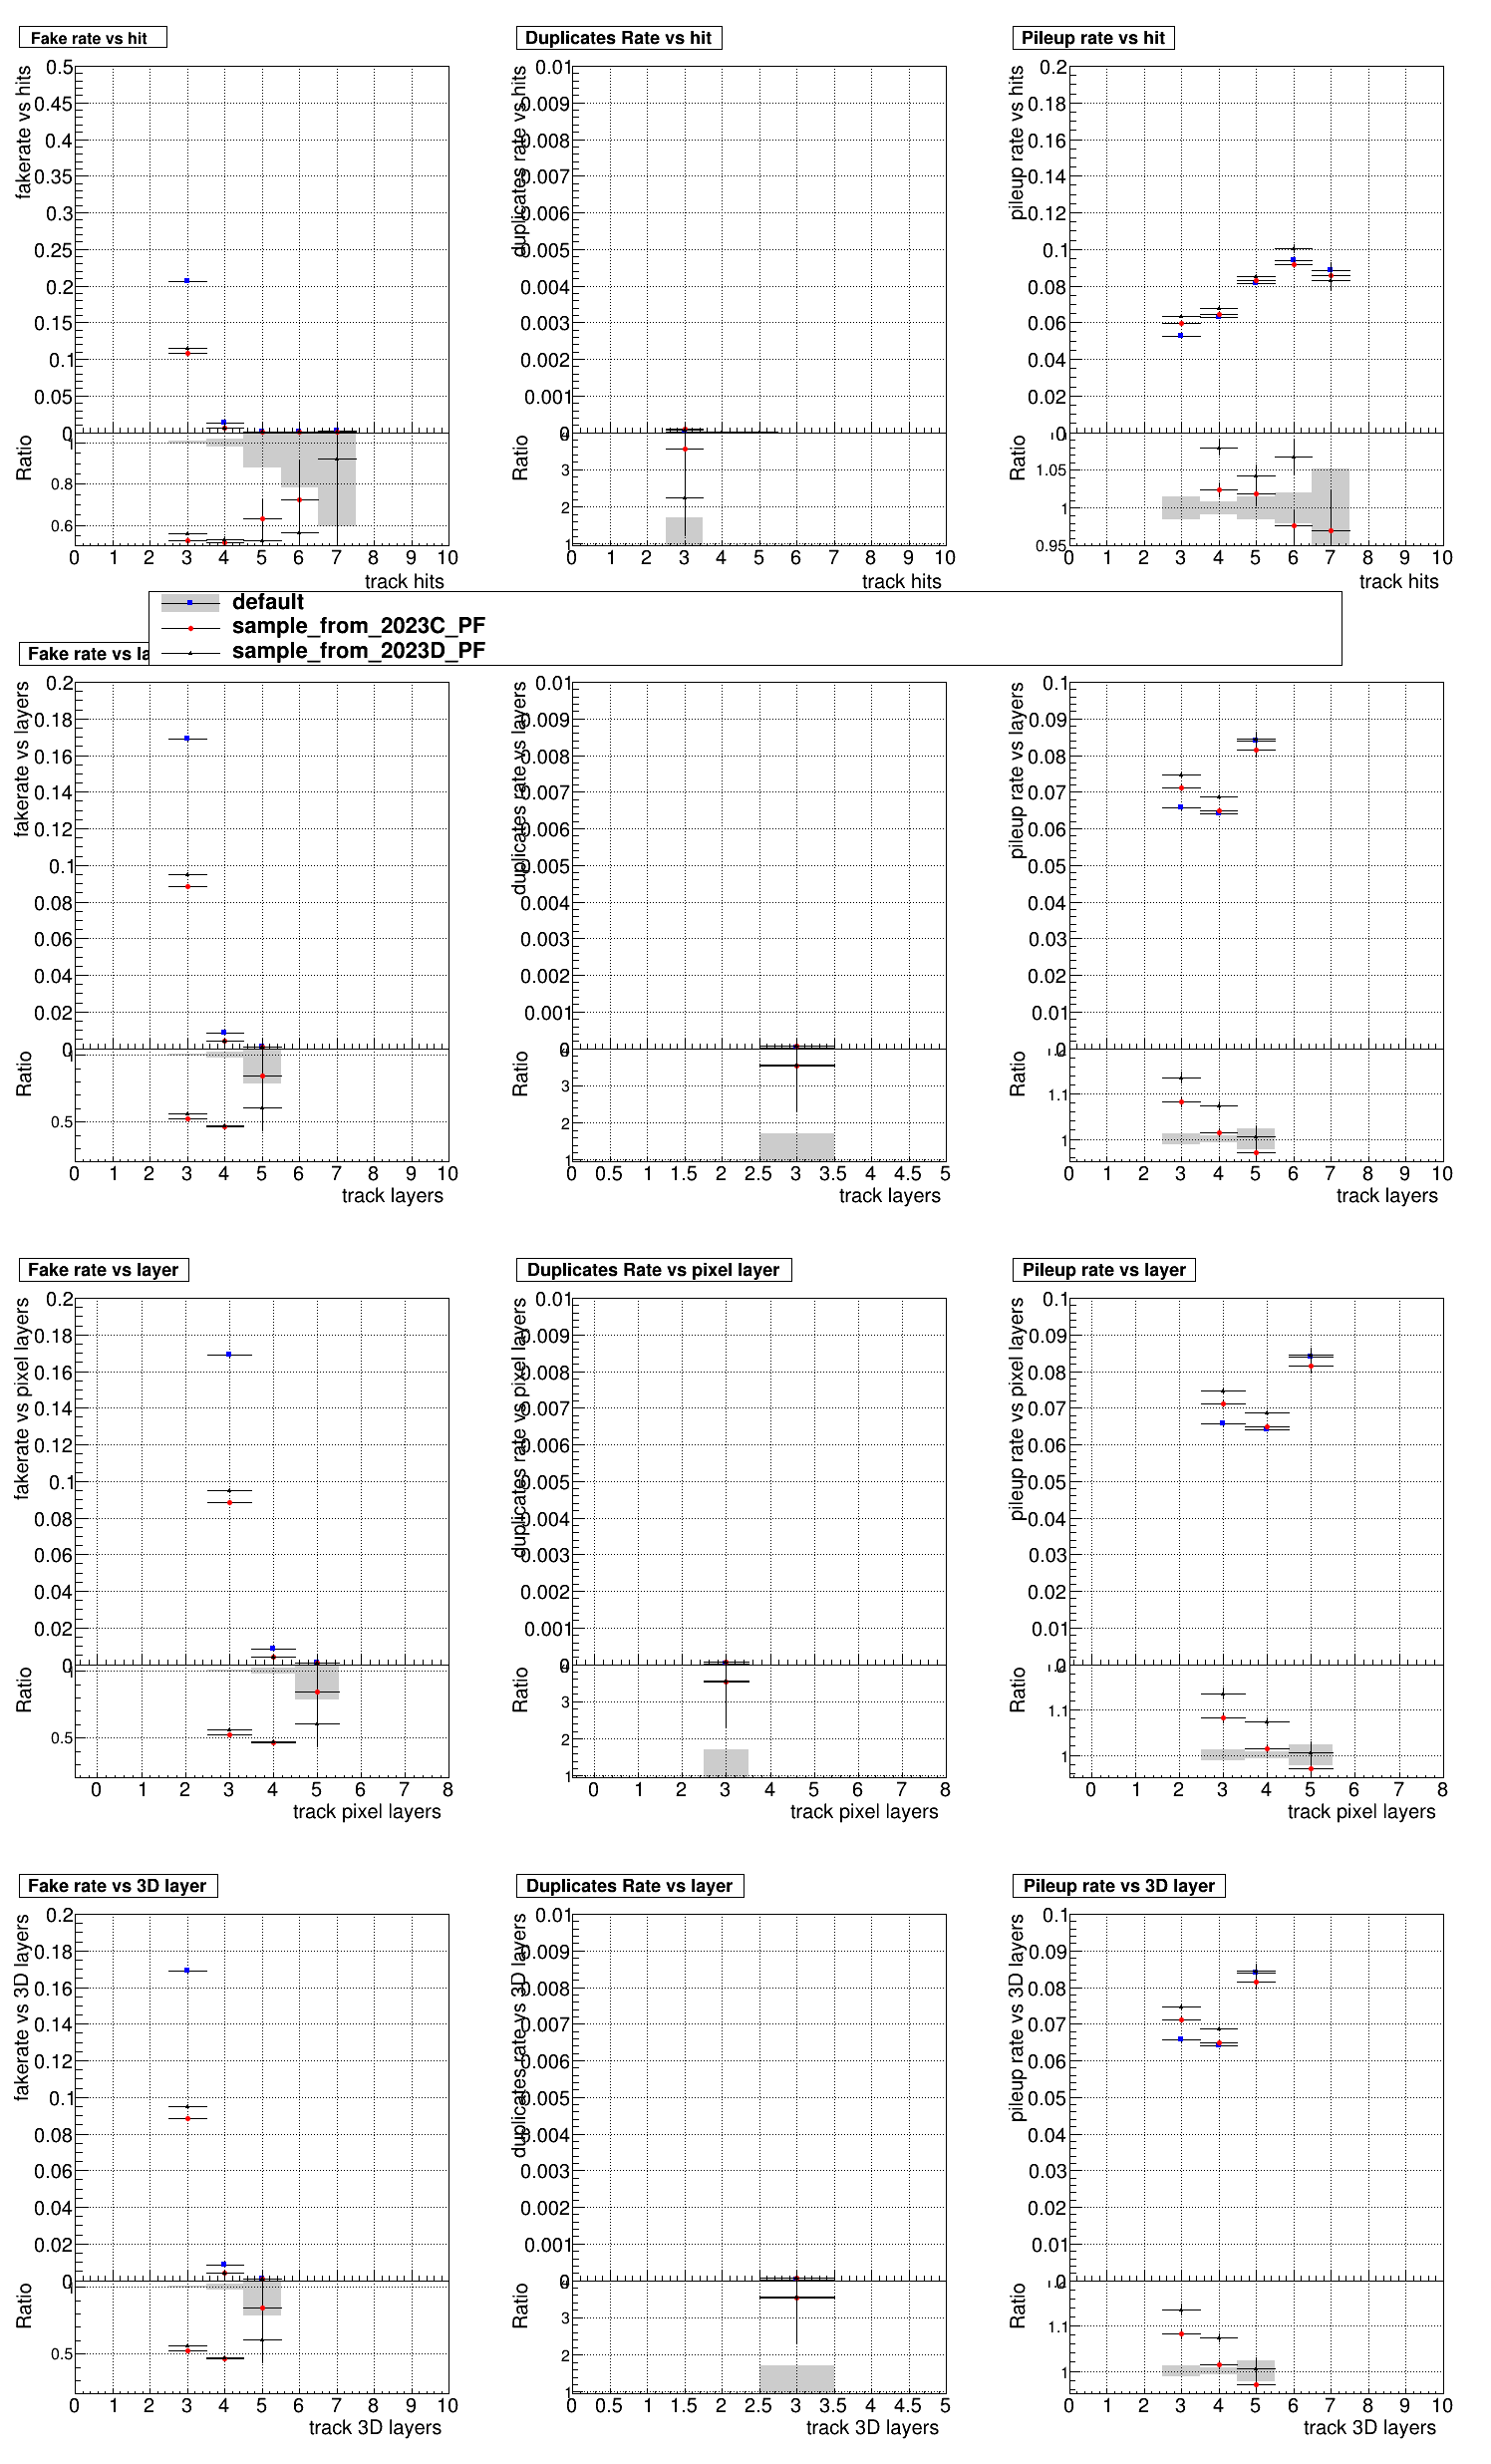 Fake rate vs hit
fakerate vs hits
0.5
0.45
0.4
0.35
0.3
0.25
0.2
0.15
0.1
0.05
0
Ratio
1
0.8
0.6
0 1 2 3 4 5 6 7 8 9 10
track hits
Duplicates Rate vs hit
duplicates rate vs hits
0.01
0.009
0.008
0.007
0.006
0.005
0.004
0.003
0.002
0.001
0
Ratio
3
2
1
0 1 2 3 4 5 6 7 8 9 10
track hits
Pileup rate vs hit
pileup rate vs hits
0.2
0.18
0.16
0.14
0.12
0.1
0.08
0.06
0.04
0.02
0
Ratio
1.05
1
0.95
0 1 2 3 4 5 6 7 8 9 10
track hits
default
sample_from_2023C_PF
sample_from_2023D_PF
Fake rate vs la
fakerate vs layers
0.2
0.18
0.16
0.14
0.12
0.1
0.08
0.06
0.04
0.02
0
Ratio
0.5
0 1 2 3 4 5 6 7 8 9 10
track layers
duplicates rate vs layers
0.01
0.009
0.008
0.007
0.006
0.005
0.004
0.003
0.002
0.001
0
Ratio
3
2
1
0 0.5 1 1.5 2 2.5 3 3.5 4 4.5 5
track layers
pileup rate vs layers
0.1
0.09
0.08
0.07
0.06
0.05
0.04
0.03
0.02
0.01
0
Ratio
1.1
1
0 1 2 3 4 5 6 7 8 9 10
track layers
Fake rate vs layer
fakerate vs pixel layers
0.2
0.18
0.16
0.14
0.12
0.1
0.08
0.06
0.04
0.02
0
Ratio
0.5
0 1 2 3 4 5 6 7 8
track pixel layers
Duplicates Rate vs pixel layer
duplicates rate vs pixel layers
0.01
0.009
0.008
0.007
0.006
0.005
0.004
0.003
0.002
0.001
0
Ratio
3
2
1
0 1 2 3 4 5 6 7 8
track pixel layers
Pileup rate vs layer
pileup rate vs pixel layers
0.1
0.09
0.08
0.07
0.06
0.05
0.04
0.03
0.02
0.01
0
Ratio
1.1
1
0 1 2 3 4 5 6 7 8
track pixel layers
Fake rate vs 3D layer
fakerate vs 3D layers
0.2
0.18
0.16
0.14
0.12
0.1
0.08
0.06
0.04
0.02
0
Ratio
0.5
0 1 2 3 4 5 6 7 8 9 10
track 3D layers
Duplicates Rate vs layer
duplicates rate vs 3D layers
0.01
0.009
0.008
0.007
0.006
0.005
0.004
0.003
0.002
0.001
0
Ratio
3
2
1
0 0.5 1 1.5 2 2.5 3 3.5 4 4.5 5
track 3D layers
Pileup rate vs 3D layer
pileup rate vs 3D layers
0.1
0.09
0.08
0.07
0.06
0.05
0.04
0.03
0.02
0.01
0
Ratio
1.1
1
0 1 2 3 4 5 6 7 8 9 10
track 3D layers